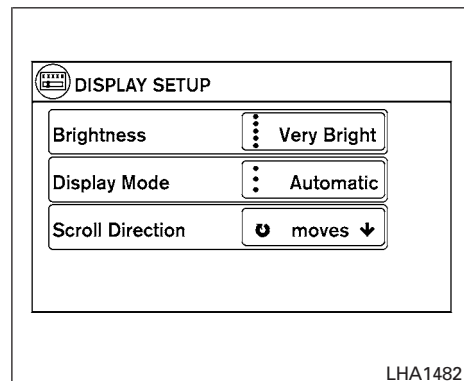 DISPLAY SETUP
Brightness Very Bright
Display Mode Automatic
Scroll Direction moves
LHA1482